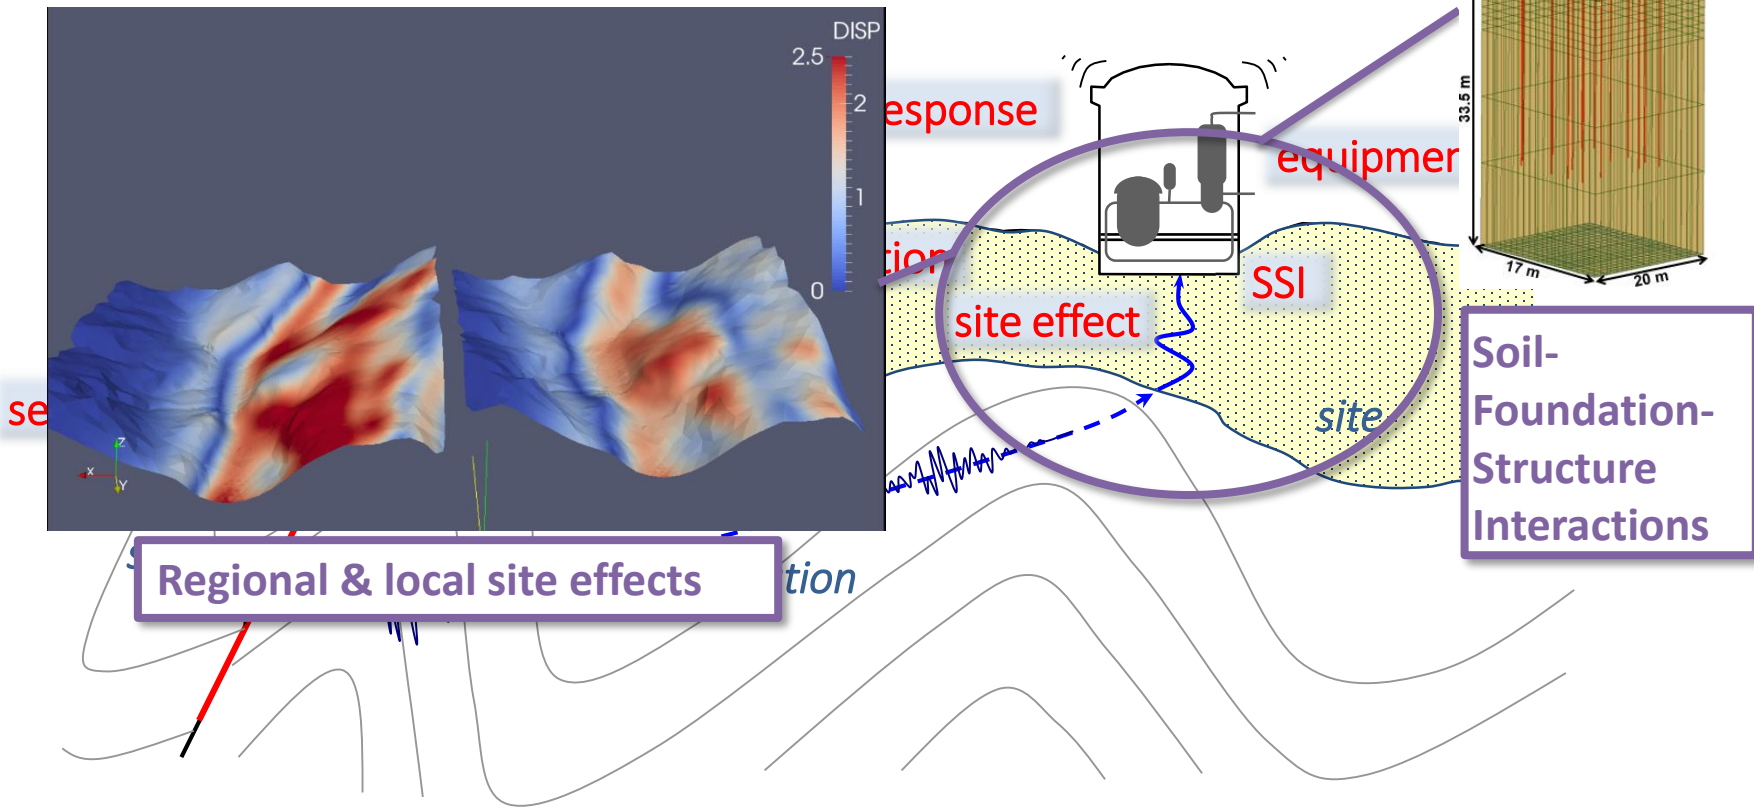 DISP
2.5
2
1
0
z
x
Y
esponse
equipmen
tion
SSI
site effect
site
33.5 m
17 m
20 m
Soil-
Foundation-
Structure
Interactions
se
Regional & local site effects
tion